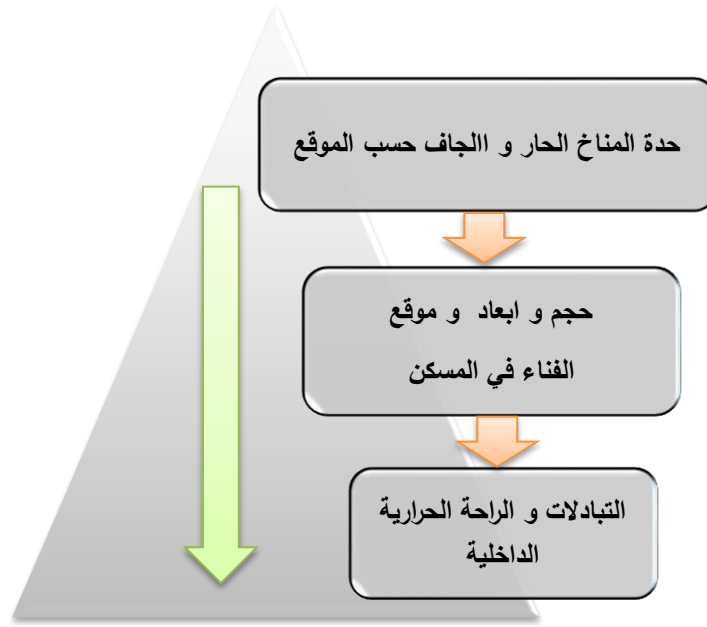 حدة المناخ الحار و االجاف حسب الموقع
حجم و ابعاد و موقع
الفناء في المسكن
التبادلات و الراحة الحرارية
الداخلية